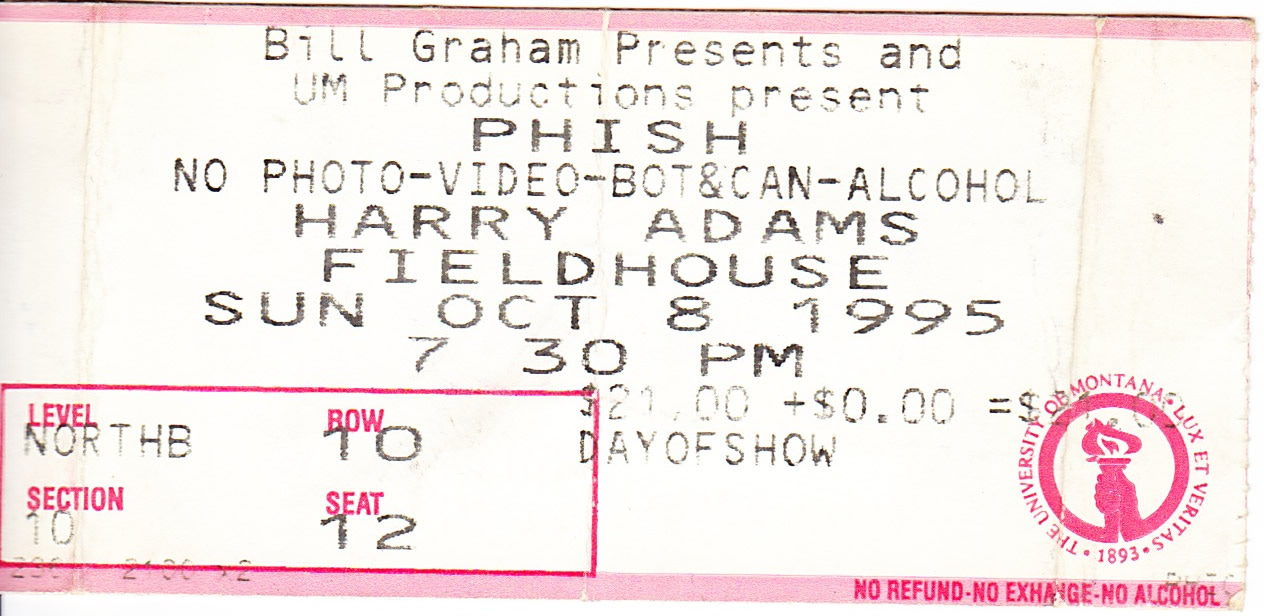 Bill Graham Presents and
UM Productions present
PHISH
NO PHOTO-VIDEO-BOT&CAN-ALCOHOL
HARRY ADAMS
FIELDHOUSE
SUN OCT 8 1995
7 30 PM
$21.00 +$0.00 =$
DAYOFSHOW
LEVEL
NORTHB
ROW
10
SECTION
10
SEAT
12
THE UNIVERSITY OF MONTANA • LUX ET VERITAS •
• 1893 •
NO REFUND-NO EXHANGE-NO ALCOHOL